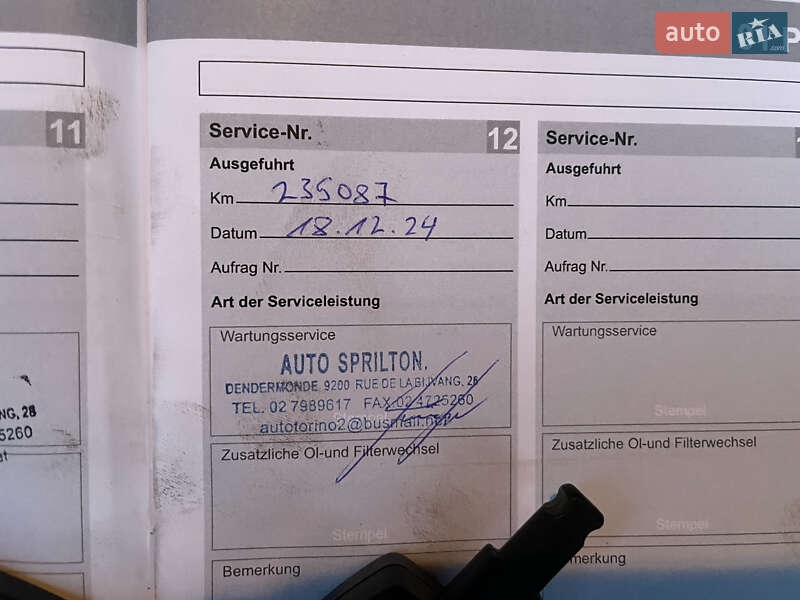 auto RIA .com
11
NG, 28
5260
Service-Nr. 12
Ausgefuhrt
Km 235087
Datum 18.12.24
Aufrag Nr.
Art der Serviceleistung
Wartungsservice
AUTO SPRILTON.
DENDERMONDE 9200 RUE DE LA BIJVANG, 28
TEL. 02 7989617 FAX 02 4725260
Stempel
autotorino2@busmail.net
Zusatzliche Ol-und Filterwechsel
Stempel
Bemerkung
Service-Nr.
Ausgefuhrt
Km
Datum
Aufrag Nr.
Art der Serviceleistung
Wartungsservice
Stempel
Zusatzliche Ol-und Filterwechsel
Stempel